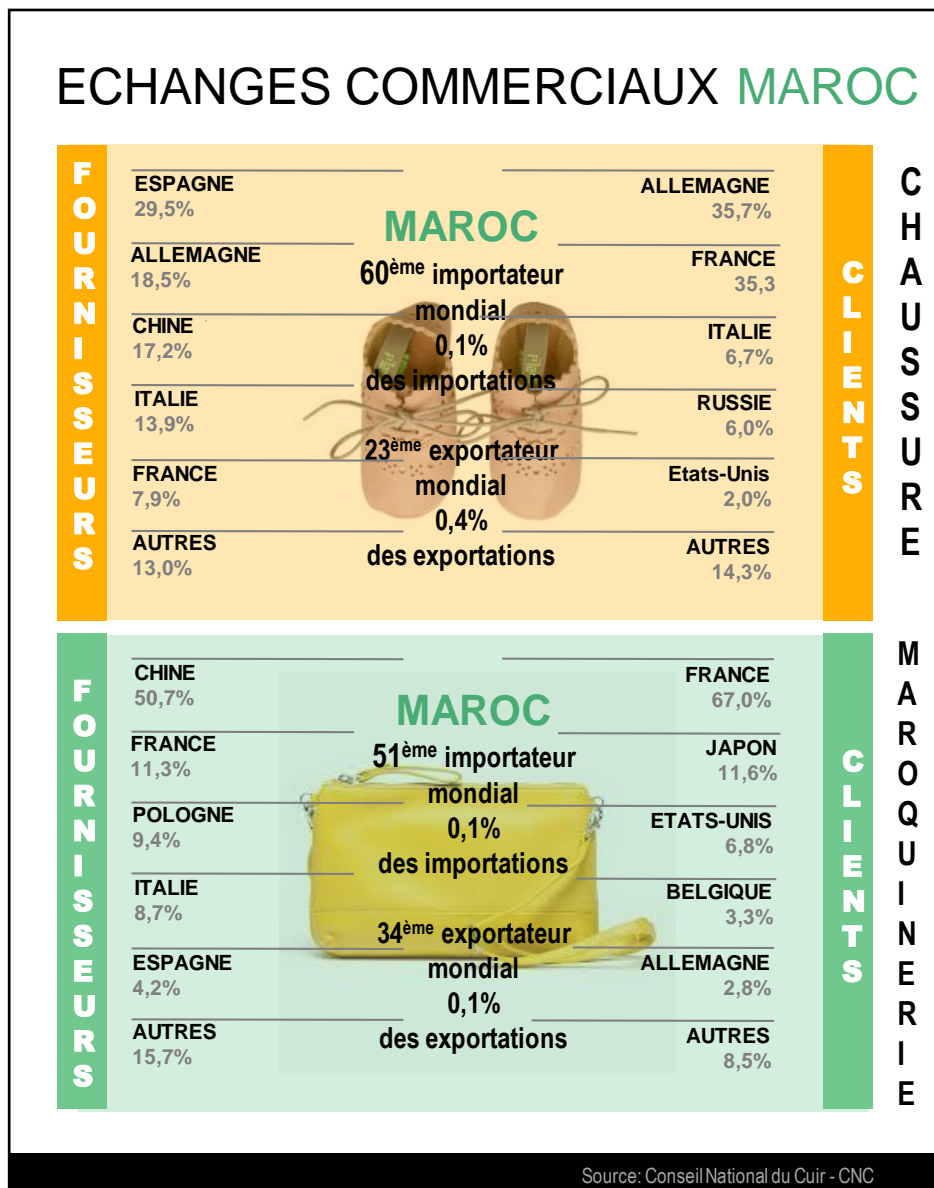 ECHANGES COMMERCIAUX MAROC
FOURNISSEURS
ESPAGNE
29,5%
ALLEMAGNE
18,5%
CHINE
17,2%
ITALIE
13,9%
FRANCE
7,9%
AUTRES
13,0%
MAROC
60ème importateur
mondial
0,1%
des importations
23ème exportateur
mondial
0,4%
des exportations
ALLEMAGNE
35,7%
FRANCE
35,3
ITALIE
6,7%
RUSSIE
6,0%
Etats-Unis
2,0%
AUTRES
14,3%
CLIENTS
CHAUSSURE
FOURNISSEURS
CHINE
50,7%
FRANCE
11,3%
POLOGNE
9,4%
ITALIE
8,7%
ESPAGNE
4,2%
AUTRES
15,7%
MAROC
51ème importateur
mondial
0,1%
des importations
34ème exportateur
mondial
0,1%
des exportations
FRANCE
67,0%
JAPON
11,6%
ETATS-UNIS
6,8%
BELGIQUE
3,3%
ALLEMAGNE
2,8%
AUTRES
8,5%
CLIENTS
MAROQUINERIE
Source: Conseil National du Cuir - CNC